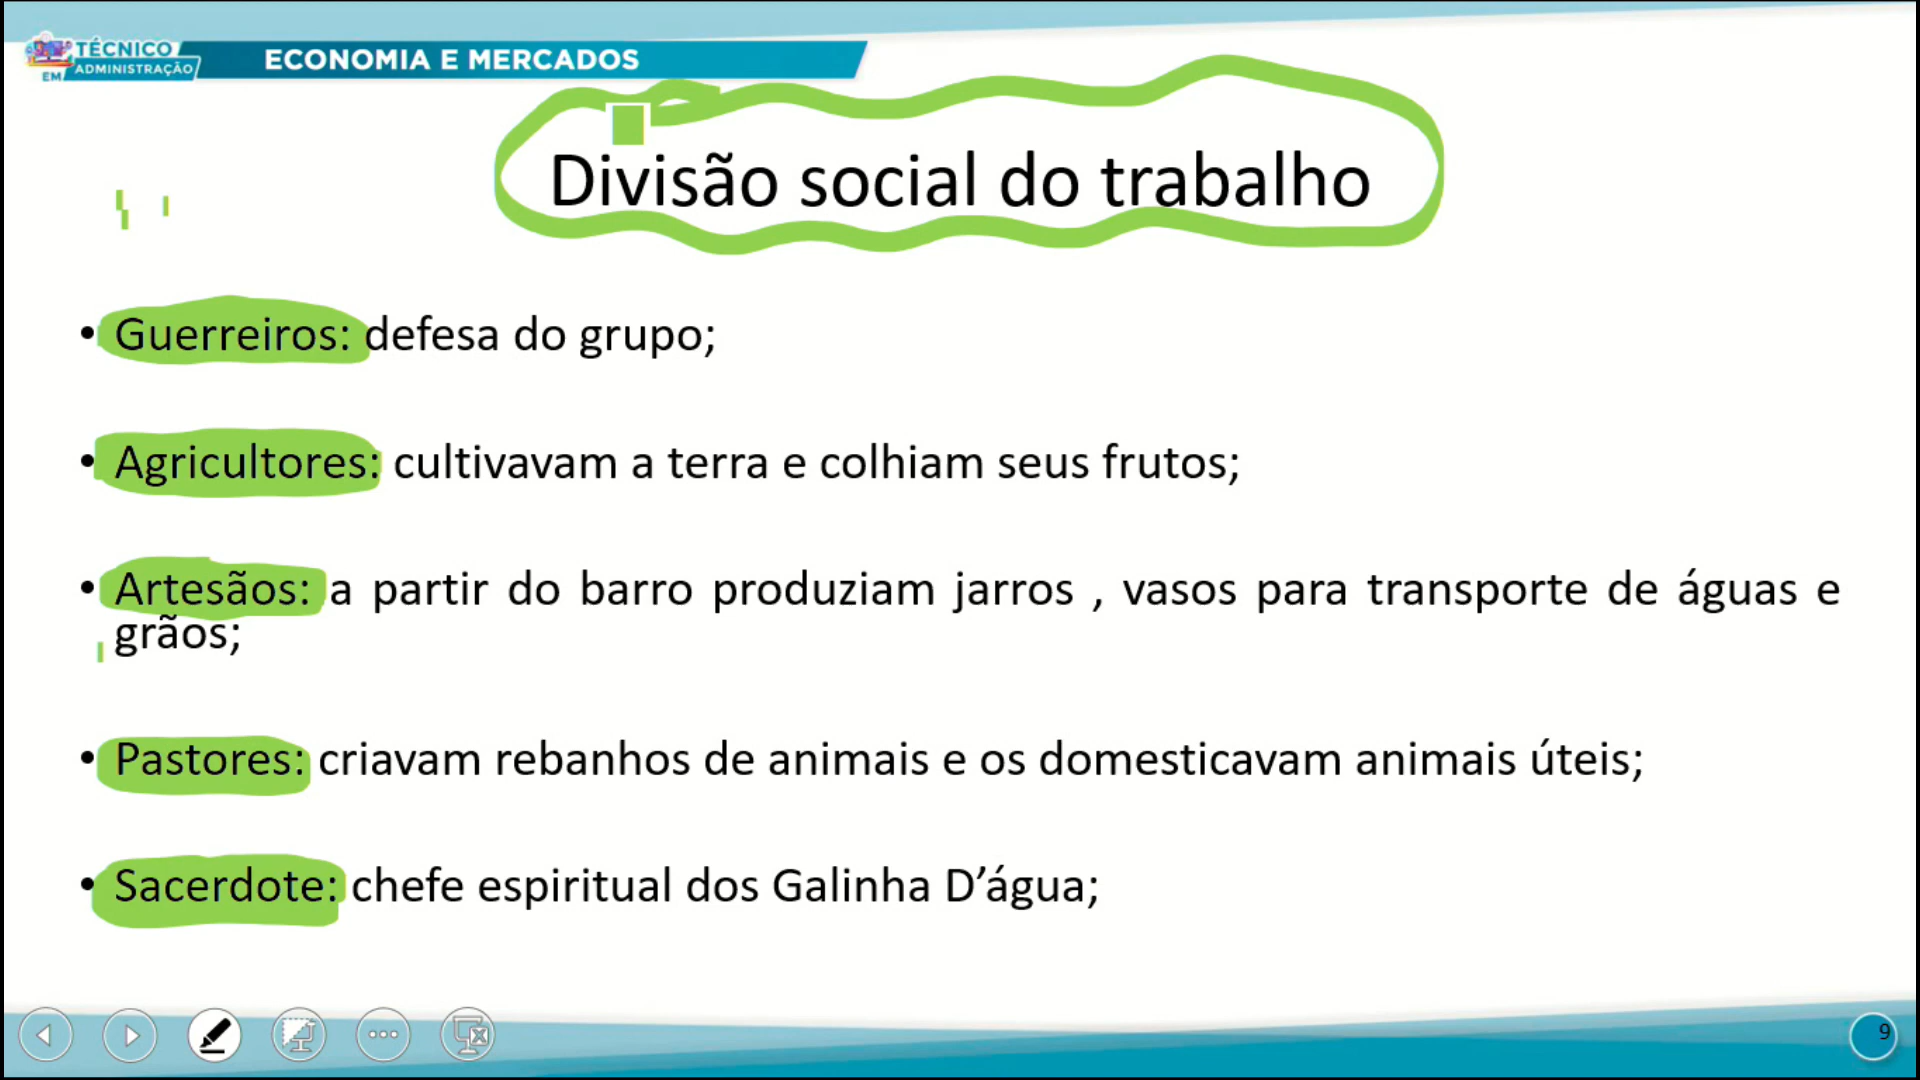 TÉCNICO
EM ADMINISTRAÇÃO
ECONOMIA E MERCADOS
Divisão social do trabalho
• Guerreiros: defesa do grupo;
• Agricultores: cultivavam a terra e colhiam seus frutos;
• Artesãos: a partir do barro produziam jarros , vasos para transporte de águas e
grãos;
• Pastores: criavam rebanhos de animais e os domesticavam animais úteis;
• Sacerdote: chefe espiritual dos Galinha D’água;
9